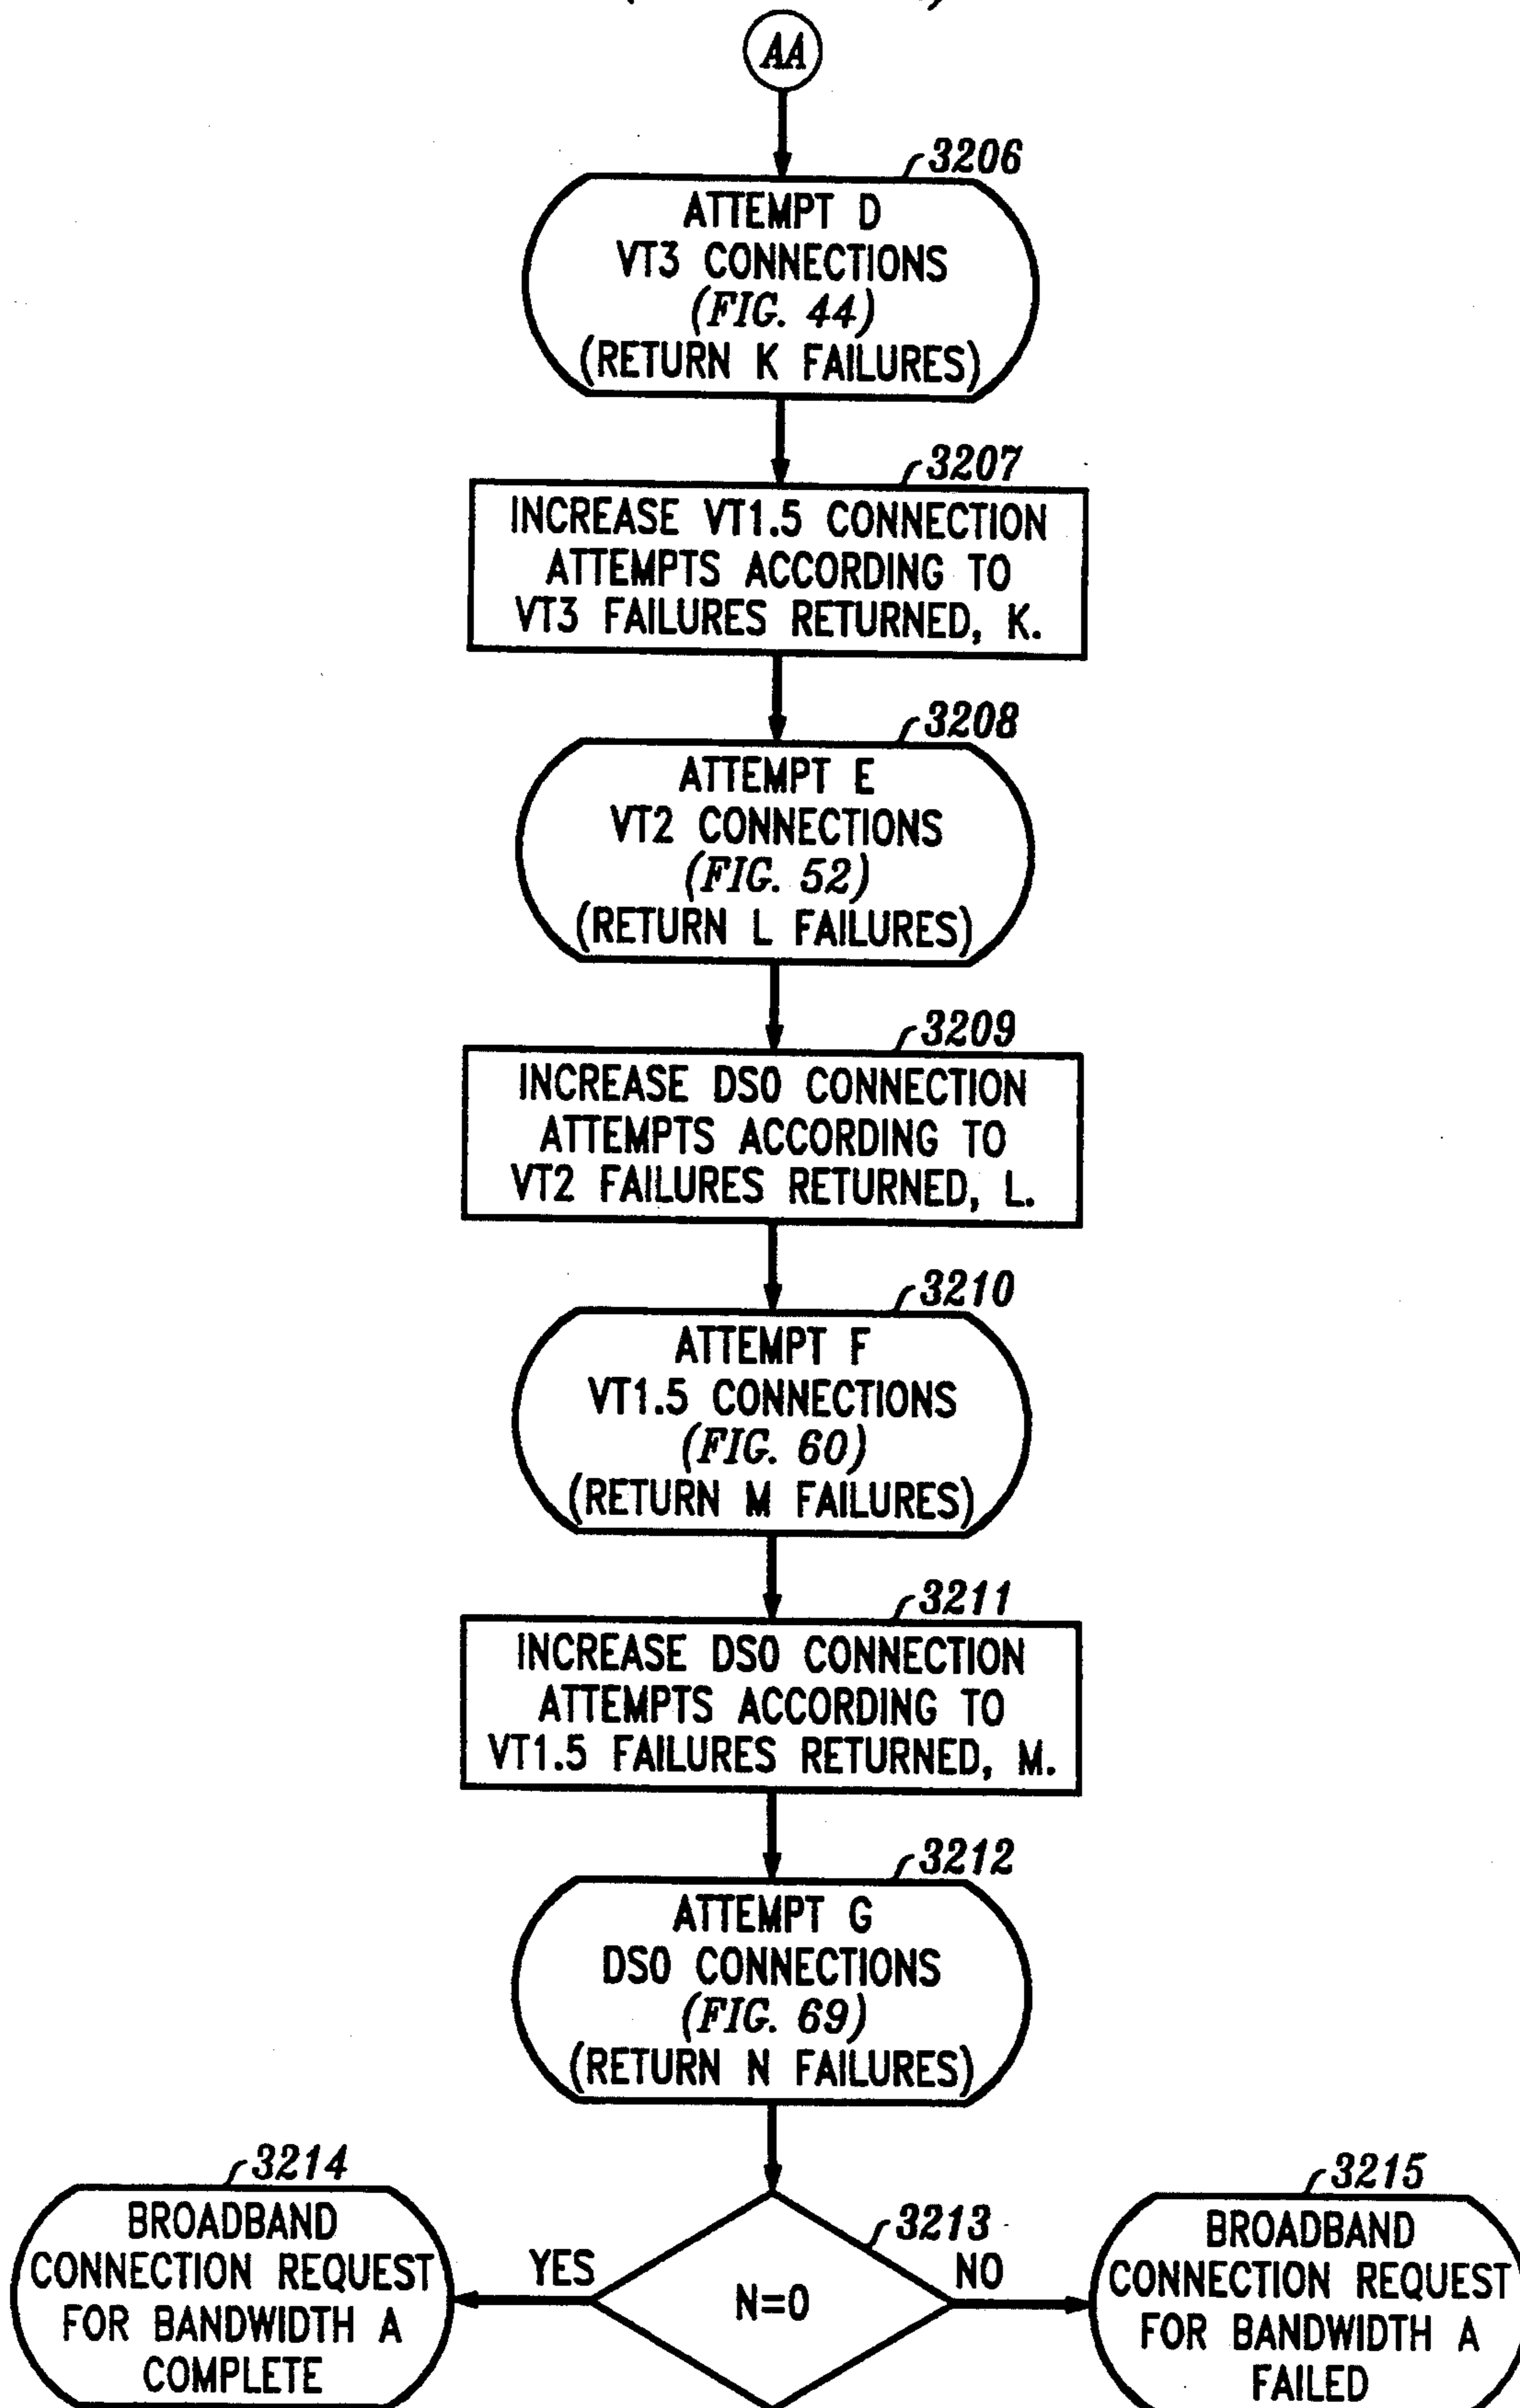 AA
3206
ATTEMPT D
VT3 CONNECTIONS
(FIG. 44)
(RETURN K FAILURES)
3207
INCREASE VT1.5 CONNECTION
ATTEMPTS ACCORDING TO
VT3 FAILURES RETURNED, K.
3208
ATTEMPT E
VT2 CONNECTIONS
(FIG. 52)
(RETURN L FAILURES)
3209
INCREASE DS0 CONNECTION
ATTEMPTS ACCORDING TO
VT2 FAILURES RETURNED, L.
3210
ATTEMPT F
VT1.5 CONNECTIONS
(FIG. 60)
(RETURN M FAILURES)
3211
INCREASE DS0 CONNECTION
ATTEMPTS ACCORDING TO
VT1.5 FAILURES RETURNED, M.
3212
ATTEMPT G
DS0 CONNECTIONS
(FIG. 69)
(RETURN N FAILURES)
3214
BROADBAND
CONNECTION REQUEST
FOR BANDWIDTH A
COMPLETE
YES
3213
N=0
NO
3215
BROADBAND
CONNECTION REQUEST
FOR BANDWIDTH A
FAILED